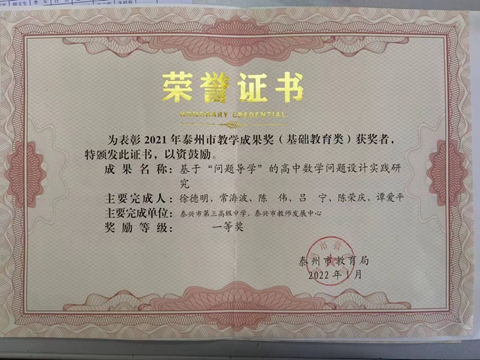 荣誉证书
HONORARY CREDENTIAL
为表彰2021年泰州市教学成果奖（基础教育类）获奖者，
特颁发此证书，以资鼓励。
成果名称：基于“问题导学”的高中数学问题设计实践研
究
主要完成人：徐德明、常涛波、陈　伟、吕　宁、陈荣庆、谭爱平
主要完成单位：泰兴市第三高级中学、泰兴市教师发展中心
奖励等级：　一等奖
泰州市教育局
2022年1月